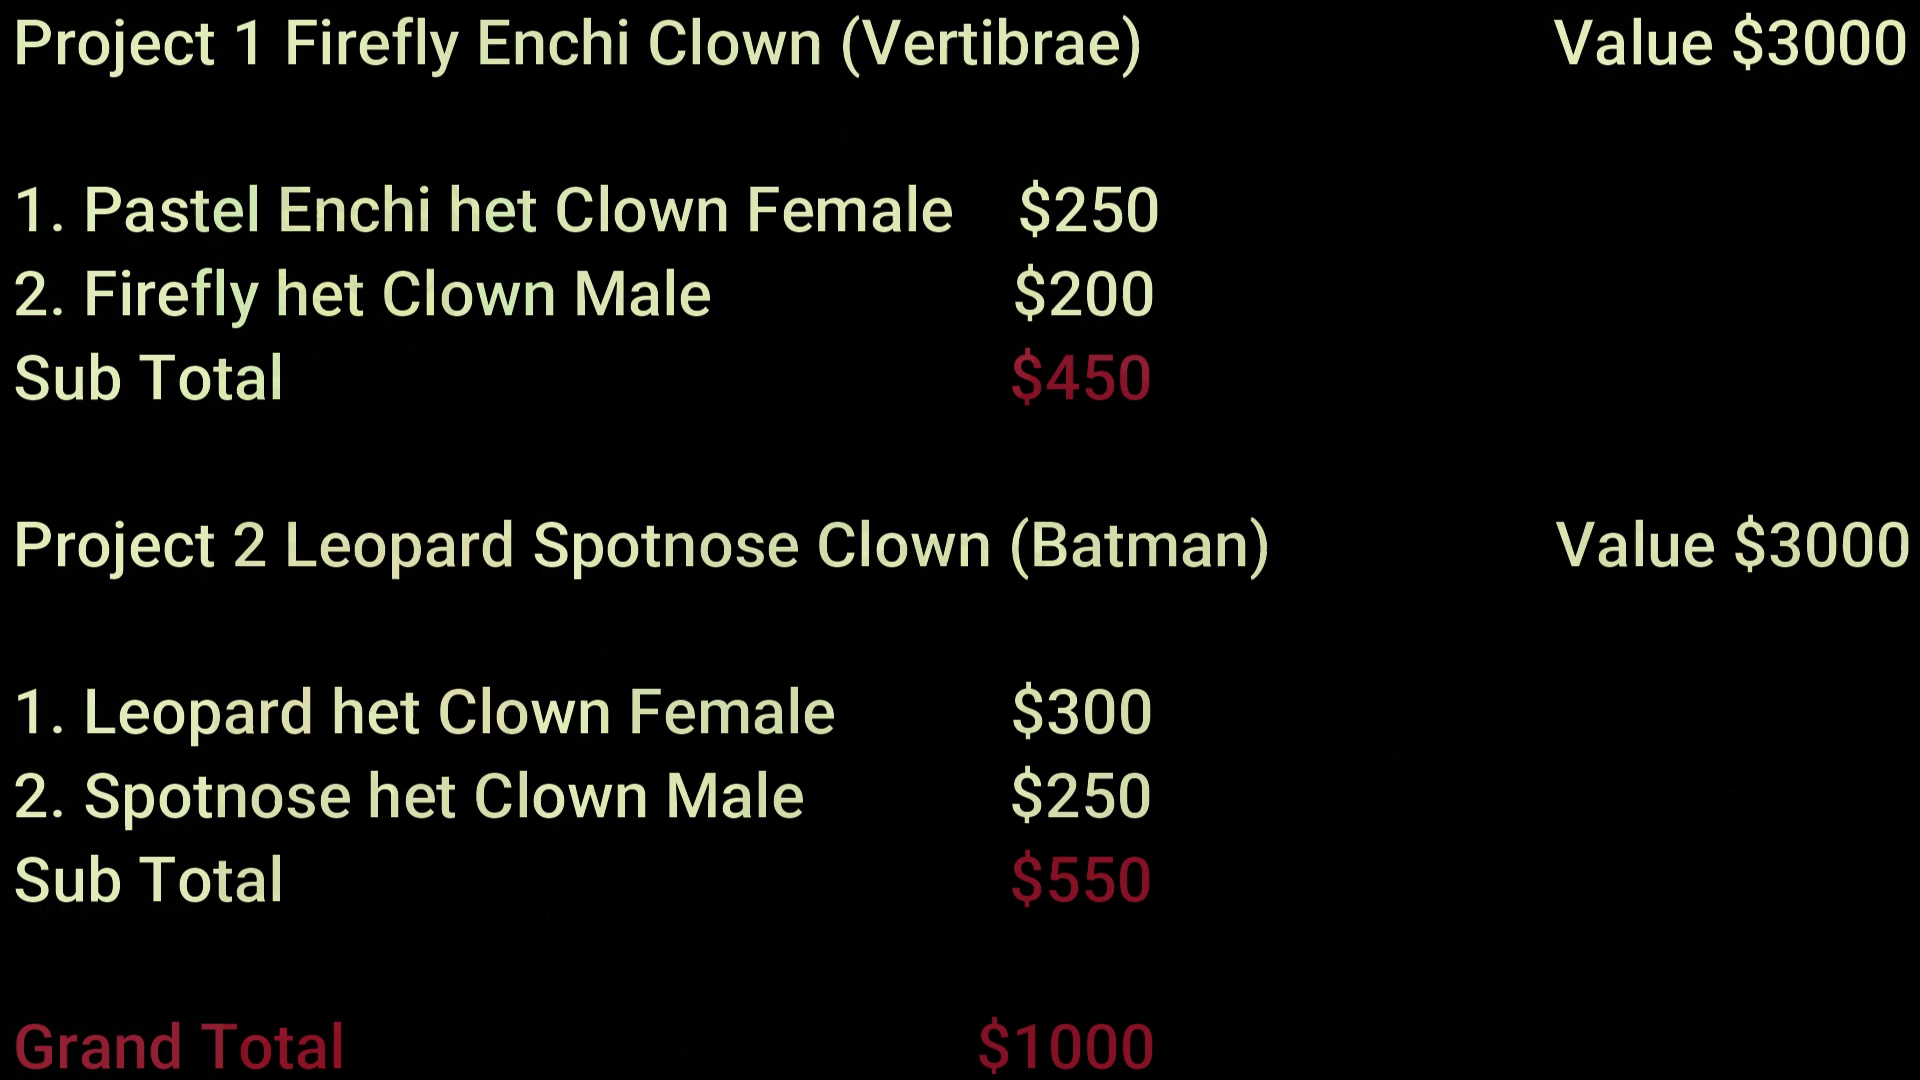 Project 1 Firefly Enchi Clown (Vertibrae) Value $3000
1. Pastel Enchi het Clown Female $250
2. Firefly het Clown Male $200
Sub Total $450
Project 2 Leopard Spotnose Clown (Batman) Value $3000
1. Leopard het Clown Female $300
2. Spotnose het Clown Male $250
Sub Total $550
Grand Total $1000